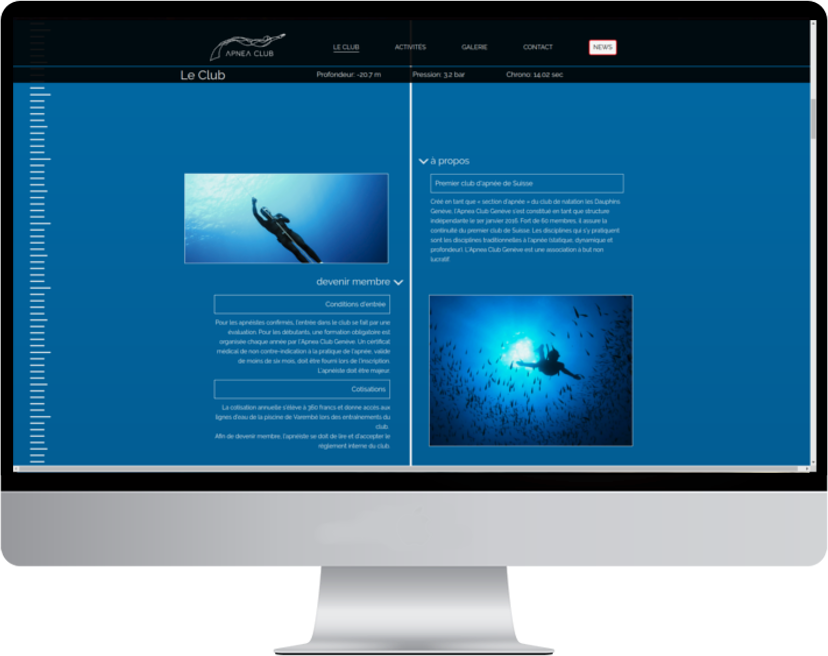 APNEA CLUB
LE CLUB ACTIVITÉS GALERIE CONTACT NEWS
Le Club Profondeur: -20.7 m Pression: 3.2 bar Chrono: 14.02 sec
à propos
Premier club d'apnée de Suisse
Créé en tant que « section d'apnée » du club de natation les Dauphins
Genève, l'Apnea Club Genève s'est constitué en tant que structure
indépendante le 1er janvier 2018. Fort de 60 membres, il assure la
continuité du premier club de Suisse. Les disciplines qui s'y pratiquent
sont les disciplines traditionnelles à l'apnée (statique, dynamique et
profondeur). L'Apnea Club Genève est une association à but non
lucratif.
devenir membre
Conditions d'entrée
Pour les apnéistes confirmés, l'entrée dans le club se fait par une
évaluation. Pour les débutants, une formation obligatoire est
organisée chaque année par l'Apnea Club Genève. Un certificat
médical de non contre-indication à la pratique de l'apnée, valide
de moins de six mois, doit être fourni lors de l'inscription.
L'apnéiste doit être majeur.
Cotisations
La cotisation annuelle s'élève à 360 francs et donne accès aux
lignes d'eau de la piscine de Varembé lors des entraînements du
club.
Afin de devenir membre, l'apnéiste se doit de lire et d'accepter le
règlement interne du club.